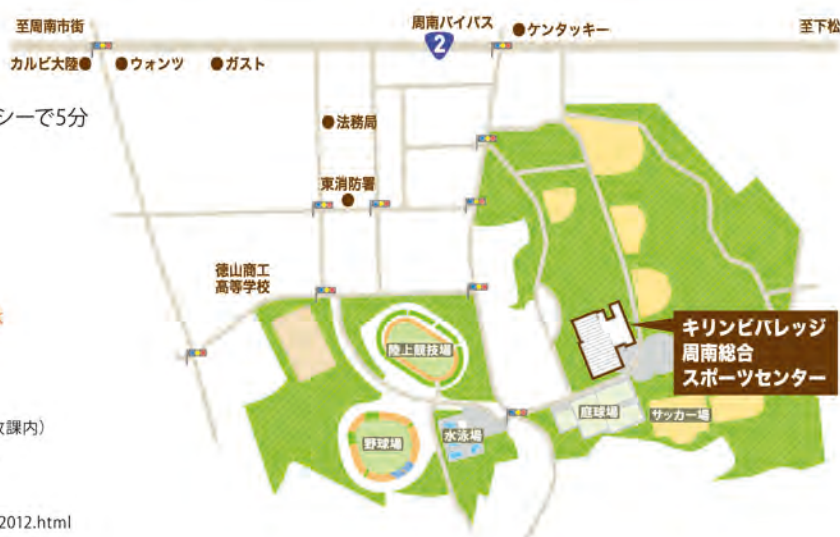 至周南市街
周南バイパス
2
ケンタッキー
至下松
カルビ大陸
ウォンツ
ガスト
シーで5分
法務局
東消防署
徳山商工
高等学校
陸上競技場
キリンビバレッジ
周南総合
スポーツセンター
庭球場
サッカー場
野球場
水泳場
課内）
2012.html